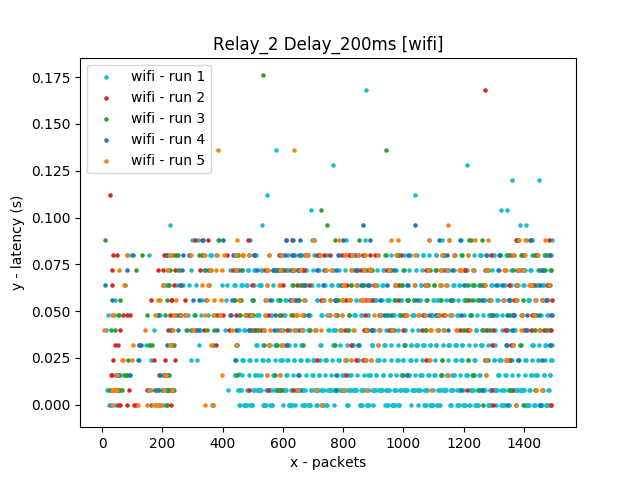 Relay_2 Delay_200ms [wifi]
y - latency (s)
0.175
0.150
0.125
0.100
0.075
0.050
0.025
0.000
wifi - run 1
wifi - run 2
wifi - run 3
wifi - run 4
wifi - run 5
0 200 400 600 800 1000 1200 1400
x - packets